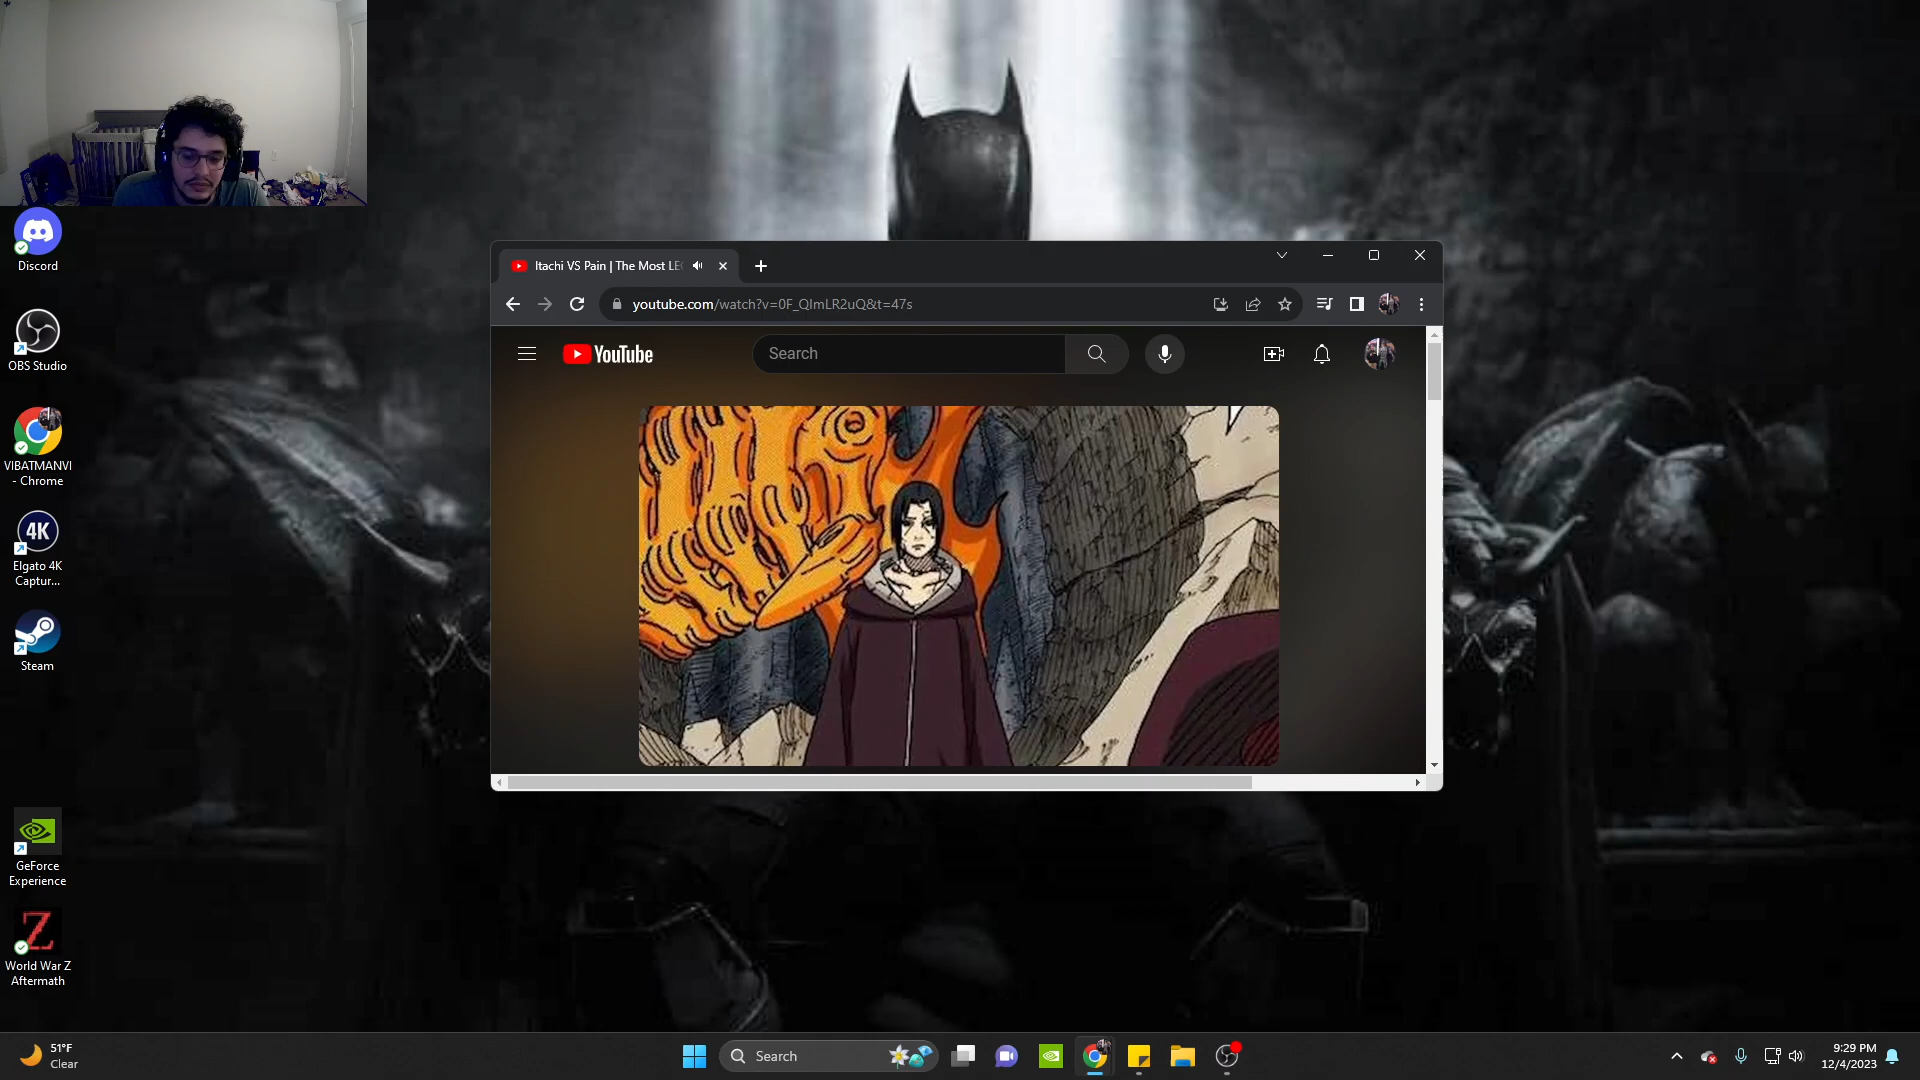 Discord
OBS Studio
VIBATMANVI
- Chrome
4K
Elgato 4K
Captur...
Steam
GeForce
Experience
Z
World War Z
Aftermath
Itachi VS Pain | The Most LE
youtube.com/watch?v=0F_QImLR2uQ&t=47s
YouTube
Search
51°F
Clear
Search
9:29 PM
12/4/2023